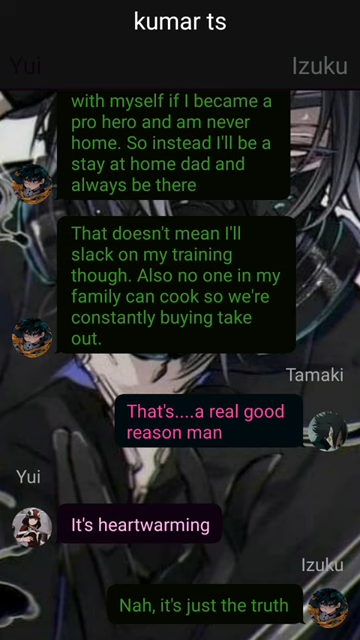 kumar ts
Yui
Izuku
with myself if I became a
pro hero and am never
home. So instead I'll be a
stay at home dad and
always be there
That doesn't mean I'll
slack on my training
though. Also no one in my
family can cook so we're
constantly buying take
out.
Tamaki
That's....a real good
reason man
Yui
It's heartwarming
Izuku
Nah, it's just the truth